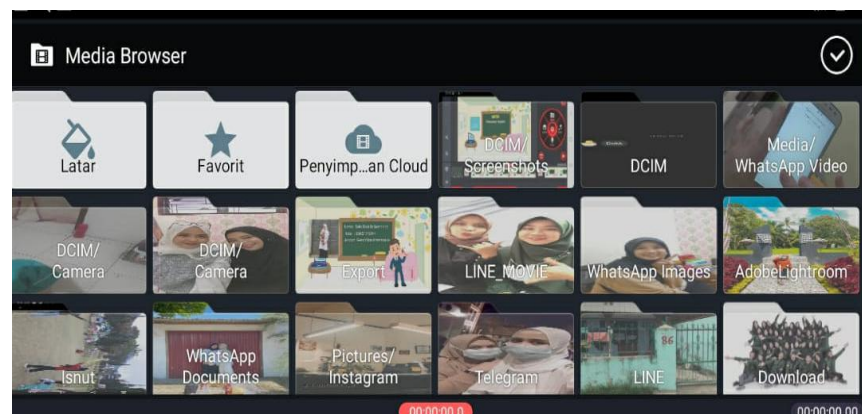 Media Browser
Latar
Favorit
Penyimp...an Cloud
DCIM/
Screenshots
DCIM
Media/
WhatsApp Video
DCIM/
Camera
DCIM/
Camera
Export
LINE_MOVIE
WhatsApp Images
AdobeLightroom
Isnut
WhatsApp
Documents
Pictures/
Instagram
Telegram
86
LINE
Download
00:00:00.0
00:00:00.00